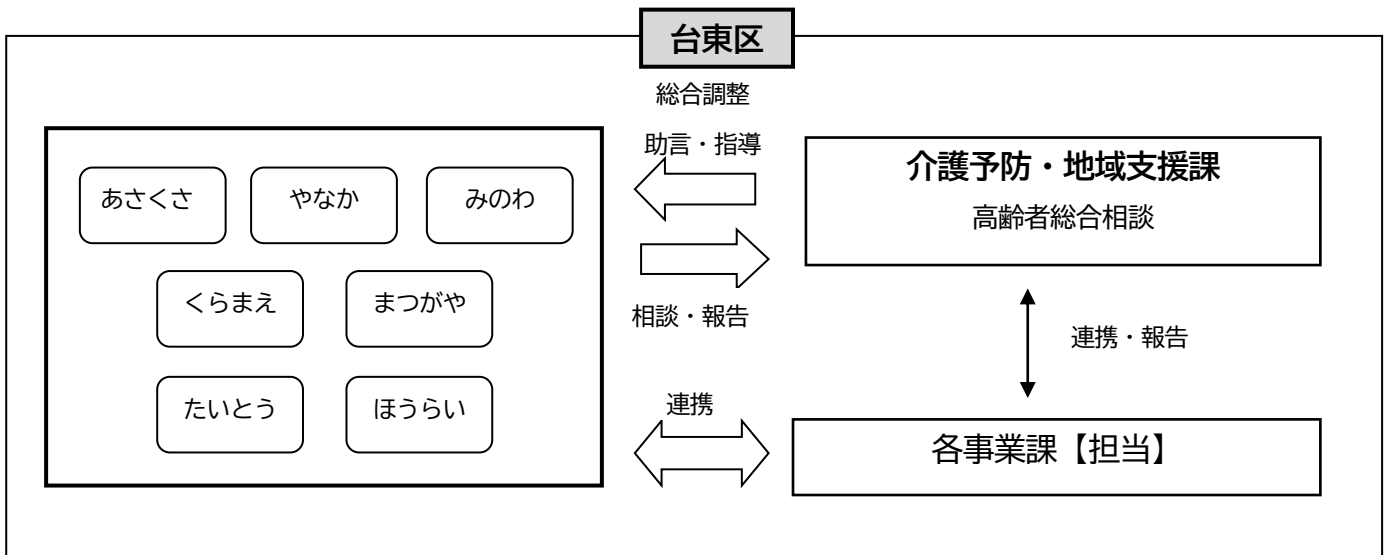 台東区
総合調整
助言・指導
あさくさ
やなか
みのわ
くらまえ
まつがや
たいとう
ほうらい
相談・報告
連携
介護予防・地域支援課
高齢者総合相談
連携・報告
各事業課【担当】